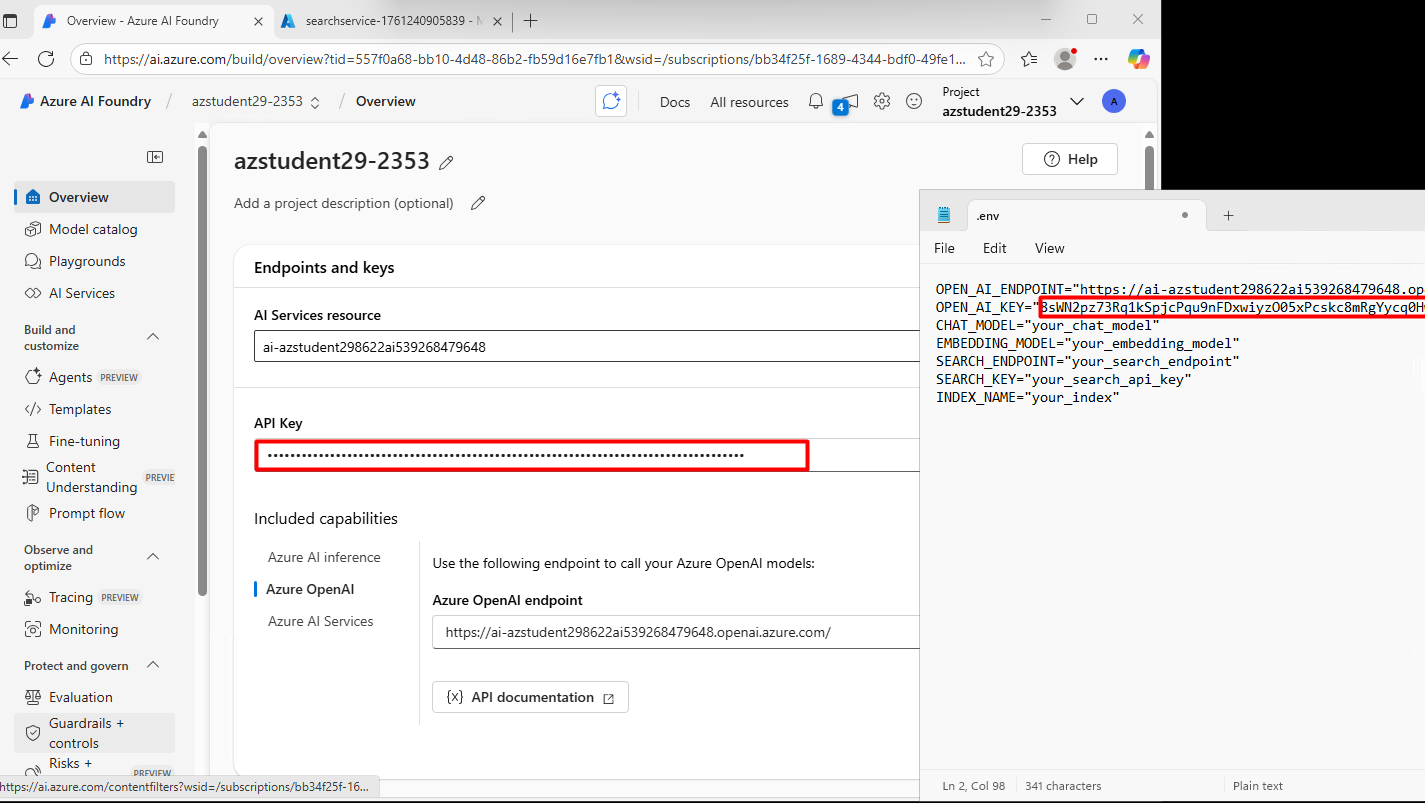 Overview - Azure AI Foundry
searchservice-1761240905839 - M
https://ai.azure.com/build/overview?tid=557f0a68-bb10-4d48-86b2-fb59d16e7fb1&wsid=/subscriptions/bb34f25f-1689-4344-bdf0-49fe1...
Azure AI Foundry / azstudent29-2353 / Overview
Docs
All resources
4
Project
azstudent29-2353
A
Overview
Model catalog
Playgrounds
AI Services
Build and
customize
Agents PREVIEW
Templates
Fine-tuning
Content
Understanding PREVIE
Prompt flow
Observe and
optimize
Tracing PREVIEW
Monitoring
Protect and govern
Evaluation
Guardrails +
controls
Risks +
PREVIEW
https://ai.azure.com/contentfilters?wsid=/subscriptions/bb34f25f-16...
azstudent29-2353
Help
Add a project description (optional)
Endpoints and keys
AI Services resource
ai-azstudent298622ai539268479648
API Key
Included capabilities
Azure AI inference
Azure OpenAI
Azure AI Services
Use the following endpoint to call your Azure OpenAI models:
Azure OpenAI endpoint
https://ai-azstudent298622ai539268479648.openai.azure.com/
{x} API documentation
.env
File Edit View
OPEN_AI_ENDPOINT="https://ai-azstudent298622ai539268479648.ope
OPEN_AI_KEY="
CHAT_MODEL="your_chat_model"
EMBEDDING_MODEL="your_embedding_model"
SEARCH_ENDPOINT="your_search_endpoint"
SEARCH_KEY="your_search_api_key"
INDEX_NAME="your_index"
Ln 2, Col 98
341 characters
Plain text